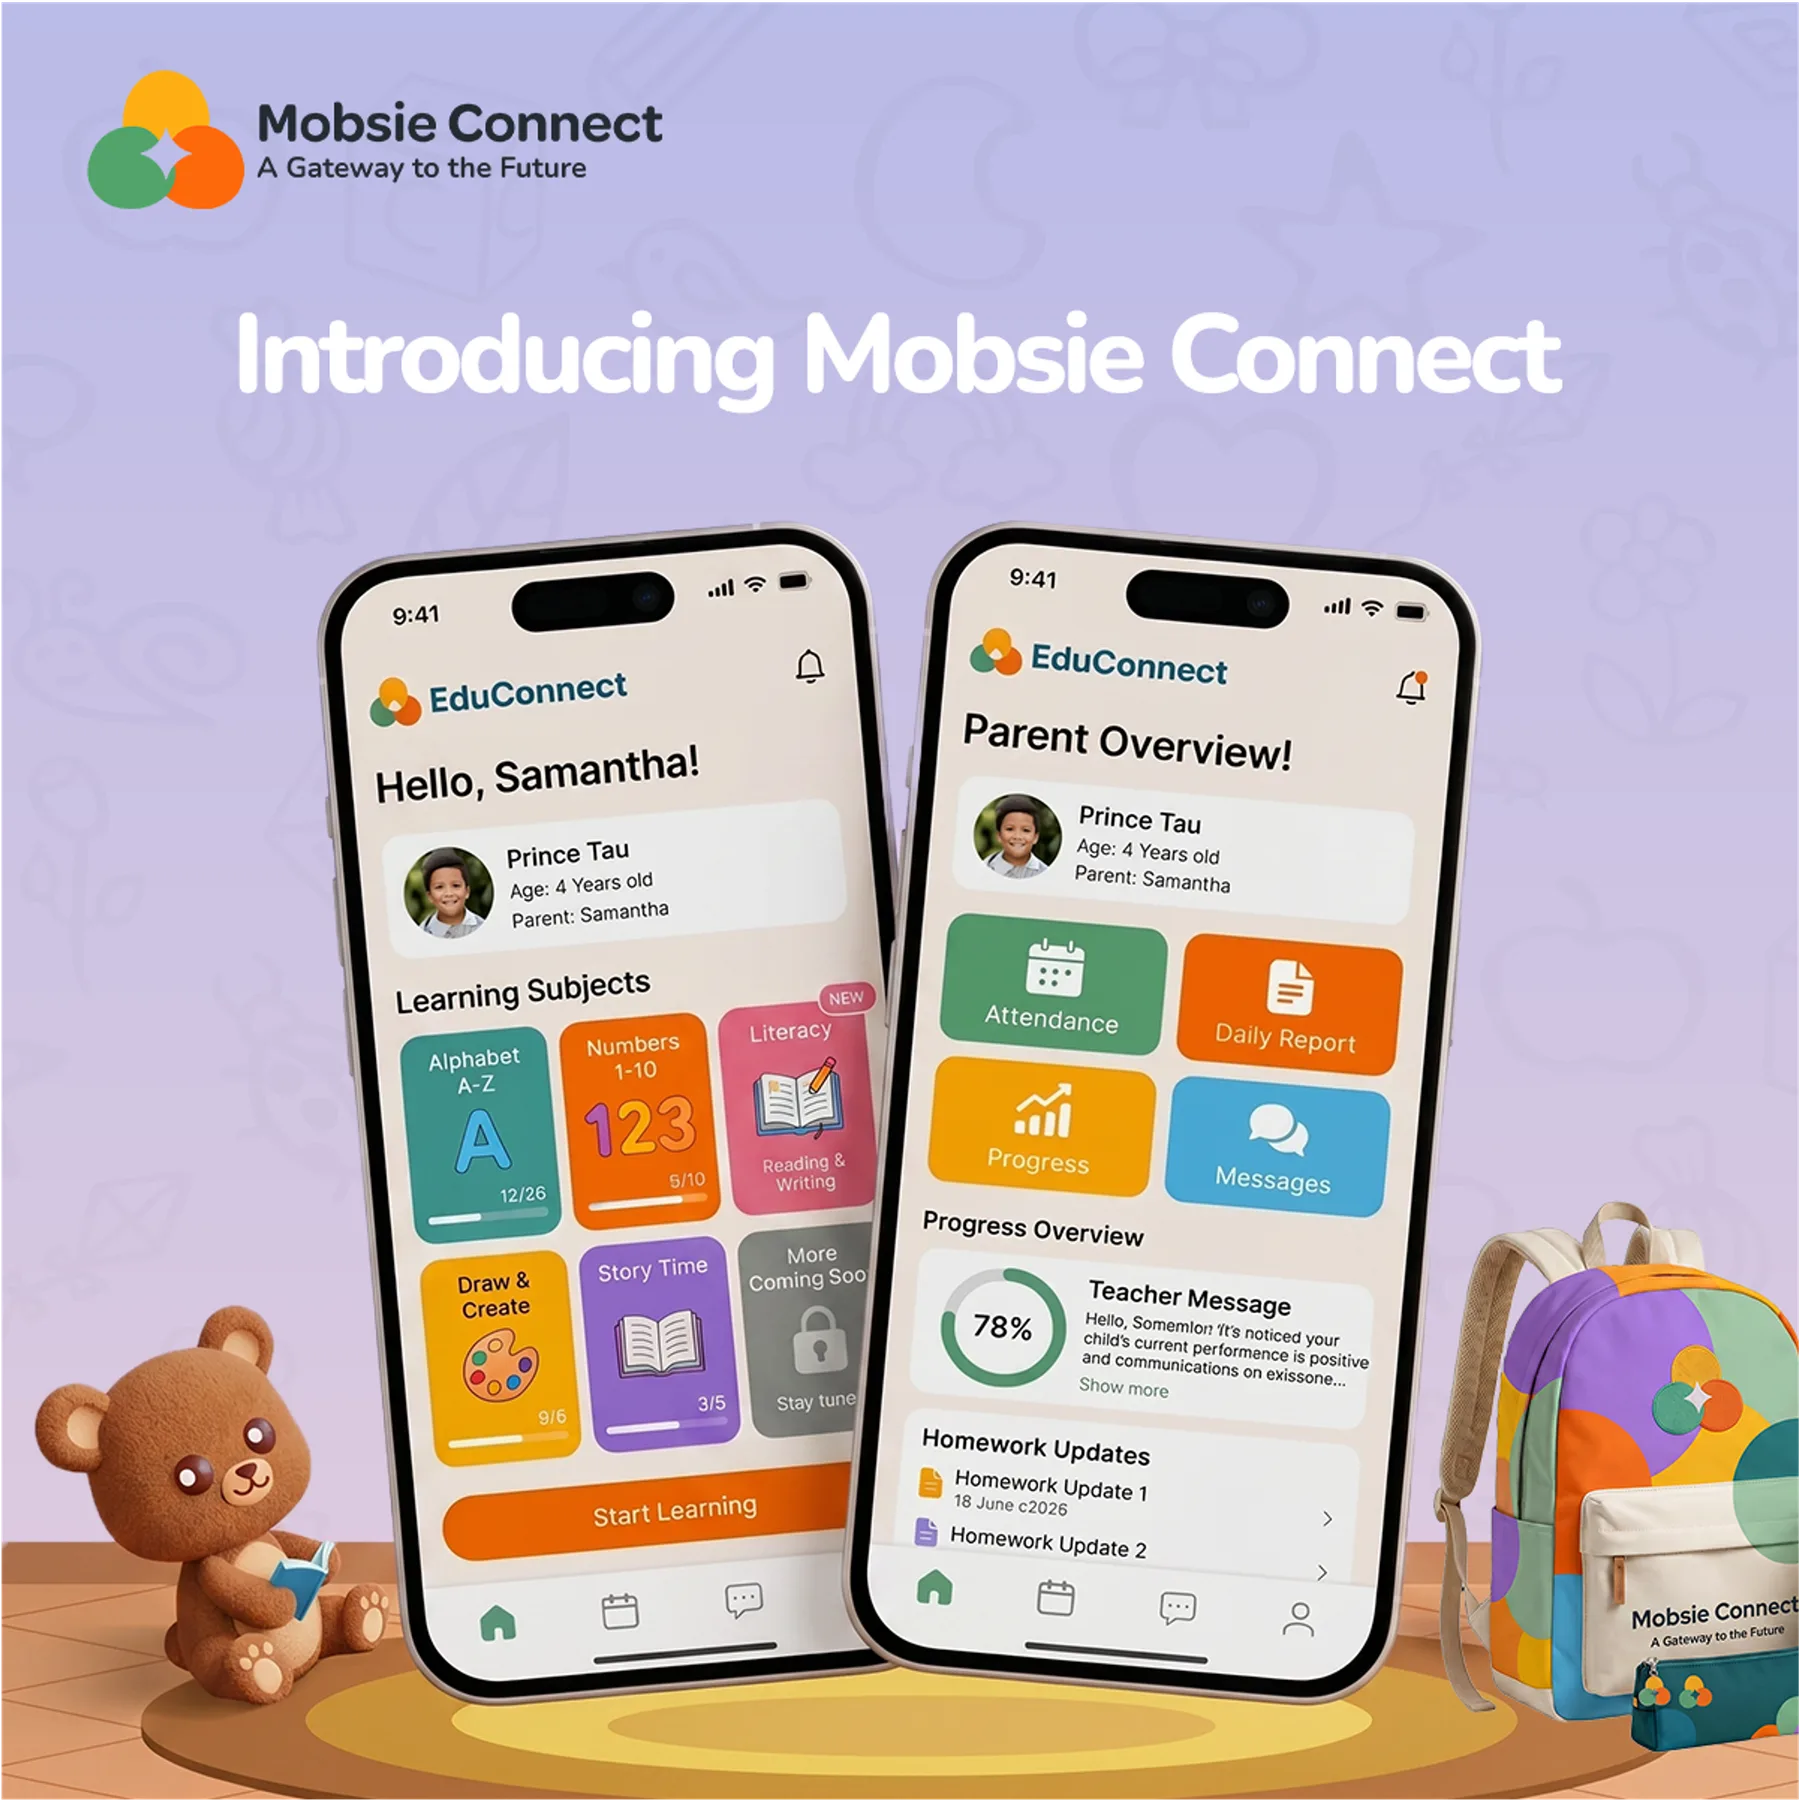 Mobsie Connect
A Gateway to the Future
Introducing Mobsie Connect
9:41
EduConnect
Hello, Samantha!
Prince Tau
Age: 4 Years old
Parent: Samantha
Learning Subjects
Alphabet
A-Z
A
12/26
Numbers
1-10
123
5/10
NEW
Literacy
Reading &
Writing
Draw &
Create
9/6
Story Time
3/5
More
Coming Soo
Stay tune
Start Learning
9:41
EduConnect
Parent Overview!
Prince Tau
Age: 4 Years old
Parent: Samantha
Attendance
Daily Report
Progress
Messages
Progress Overview
78%
Teacher Message
Hello, noticed your
child's current performence is positive
and communications on exissone...
Show more
Homework Updates
Homework Update 1
18 June c2026
Homework Update 2
Mobsie Connect
A Gateway to the Future